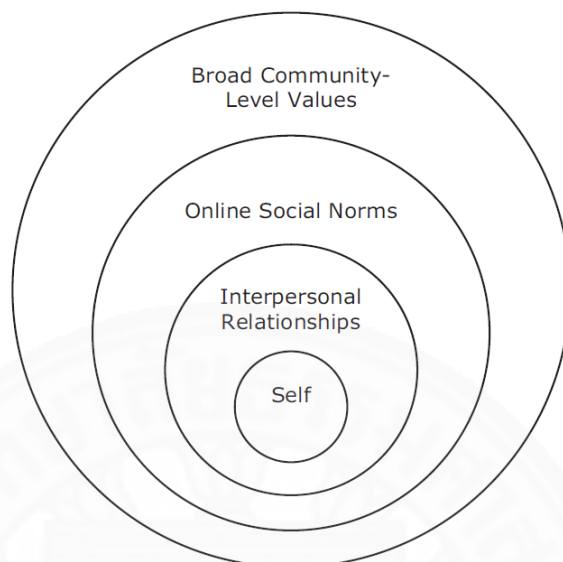 Broad Community-
Level Values
Online Social Norms
Interpersonal
Relationships
Self